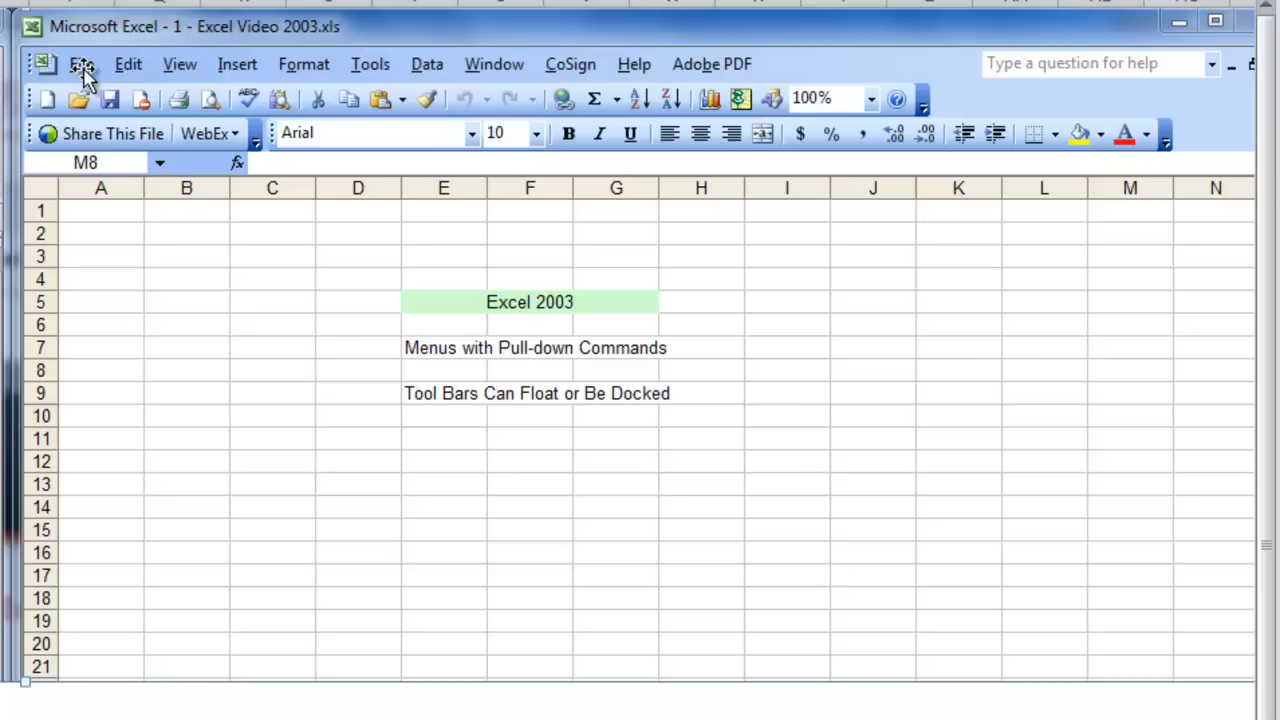 Microsoft Excel - 1 - Excel Video 2003.xls
Edit View Insert Format Tools Data Window CoSign Help Adobe PDF Type a question for help
ABC Σ A Z Z A 100%
Share This File WebEx Arial 10 B I U $ % ,
M8 fx
A B C D E F G H I J K L M N
1
2
3
4
5 Excel 2003
6
7 Menus with Pull-down Commands
8
9 Tool Bars Can Float or Be Docked
10
11
12
13
14
15
16
17
18
19
20
21